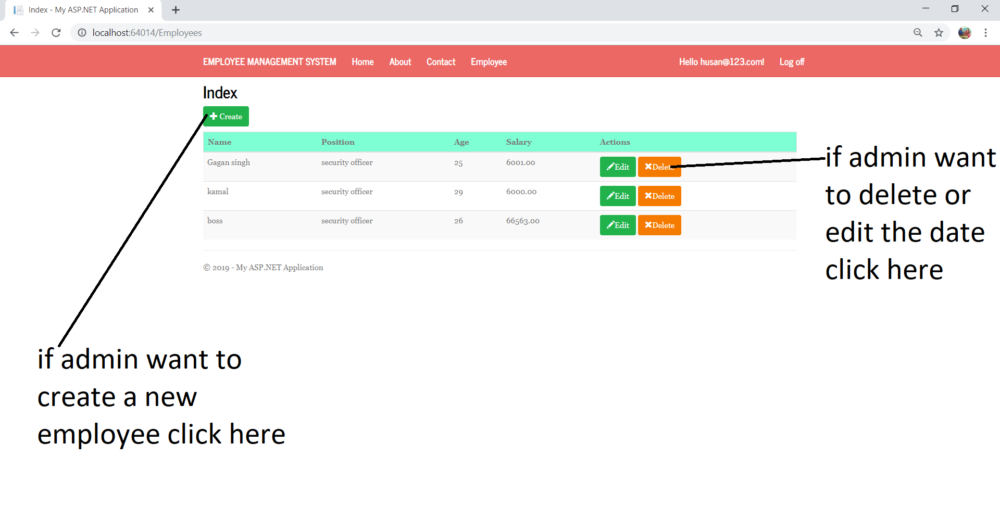 Index - My ASP.NET Application
localhost:64014/Employees
EMPLOYEE MANAGEMENT SYSTEM Home About Contact Employee Hello husan@123.com! Log off
Index
Create
Name Position Age Salary Actions
Gagan singh security officer 25 6001.00 Edit Delete
kamal security officer 29 6000.00 Edit Delete
boss security officer 26 66563.00 Edit Delete
© 2019 - My ASP.NET Application
if admin want
to delete or
edit the date
click here
if admin want to
create a new
employee click here